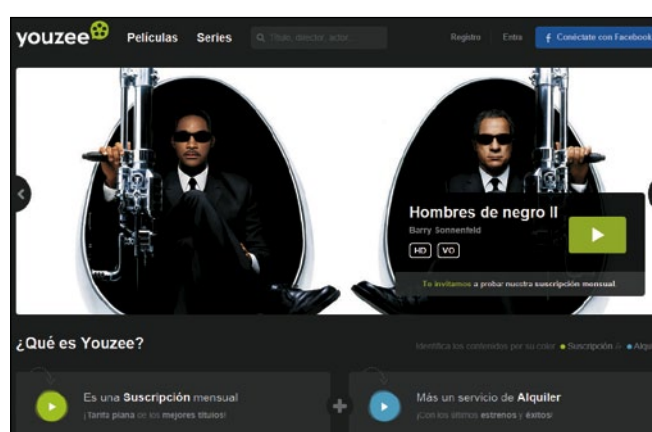 youzee
Películas Series Título, director, actor... Registro Entra f Conéctate con Facebook
Hombres de negro II
Barry Sonnenfeld
HD VO
Te invitamos a probar nuestra suscripción mensual.
¿Qué es Youzee?
Identifica los contenidos por su color: Suscripción & Alqu
Es una Suscripción mensual
¡Tarifa plana de los mejores títulos!
+
Más un servicio de Alquiler
¡Con los últimos estrenos y éxitos!